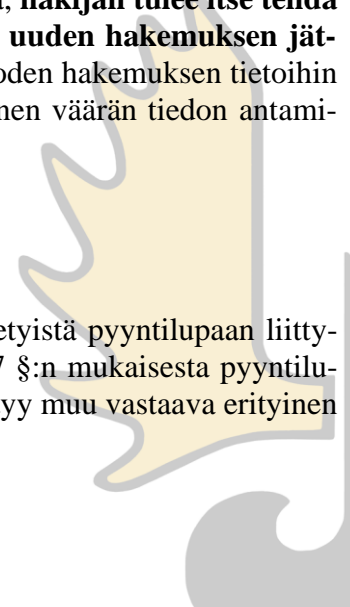 , hakijan tulee itse tehdä
uuden hakemuksen jät-
oden hakemuksen tietoihin
nen väärän tiedon antami-
etyistä pyyntilupaan liitty-
7 §:n mukaisesta pyyntilu-
tyy muu vastaava erityinen